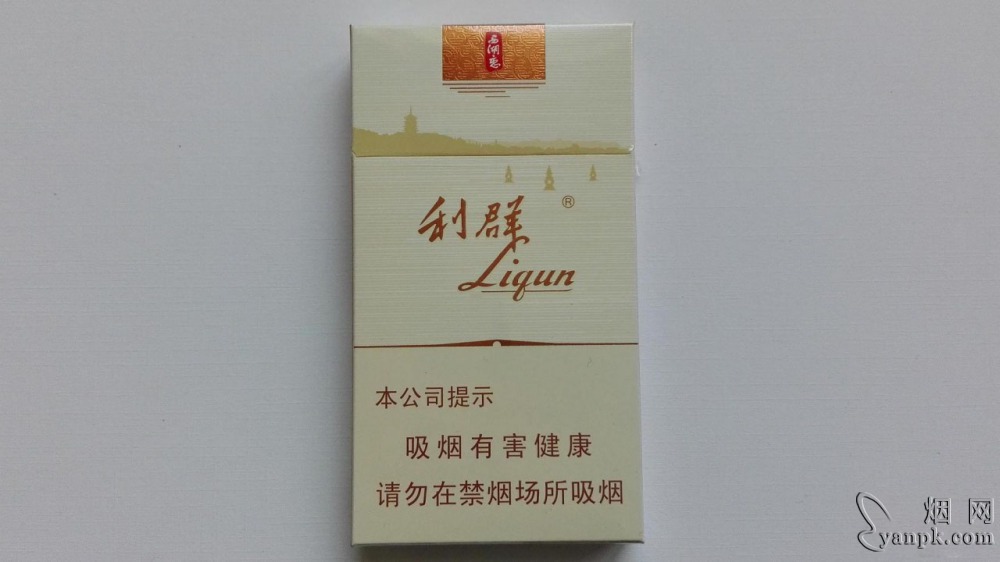 西湖恋
利群®
Liqun
本公司提示
吸烟有害健康
请勿在禁烟场所吸烟
烟网
yanpk.com